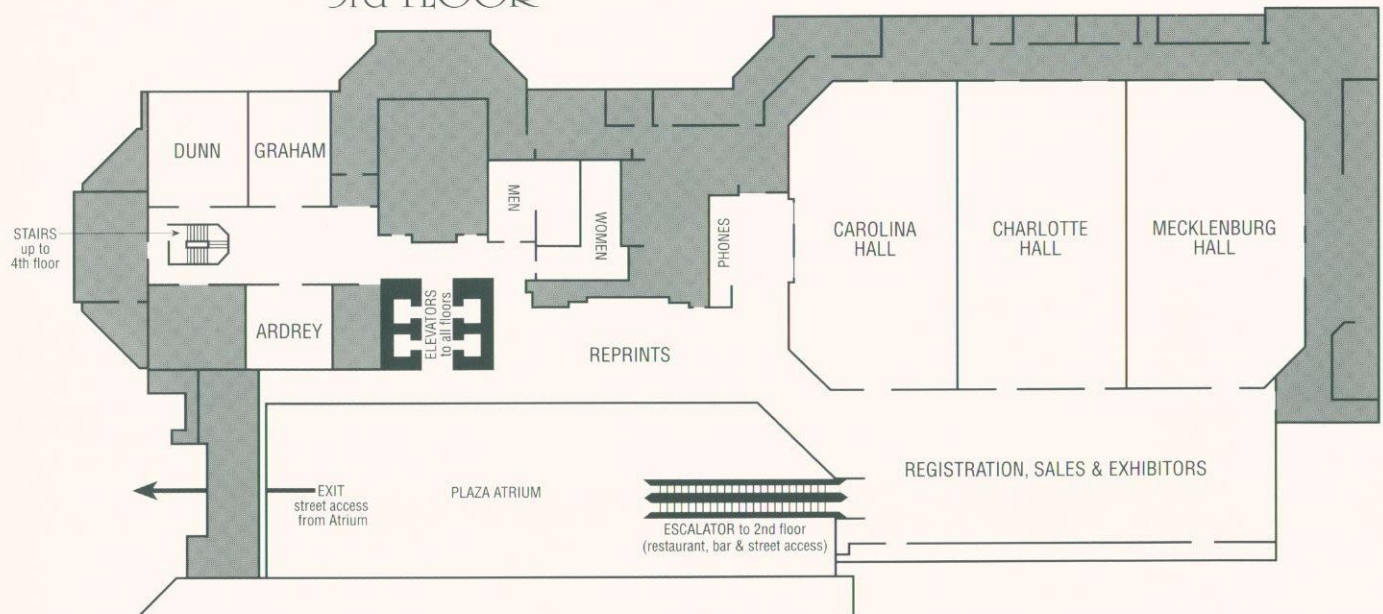 3rd FLOOR
DUNN
GRAHAM
STAIRS
up to
4th floor
MEN
WOMEN
PHONES
CAROLINA
HALL
CHARLOTTE
HALL
MECKLENBURG
HALL
ARDREY
ELEVATORS
to all floors
REPRINTS
REGISTRATION, SALES & EXHIBITORS
EXIT
street access
from Atrium
PLAZA ATRIUM
ESCALATOR to 2nd floor
(restaurant, bar & street access)